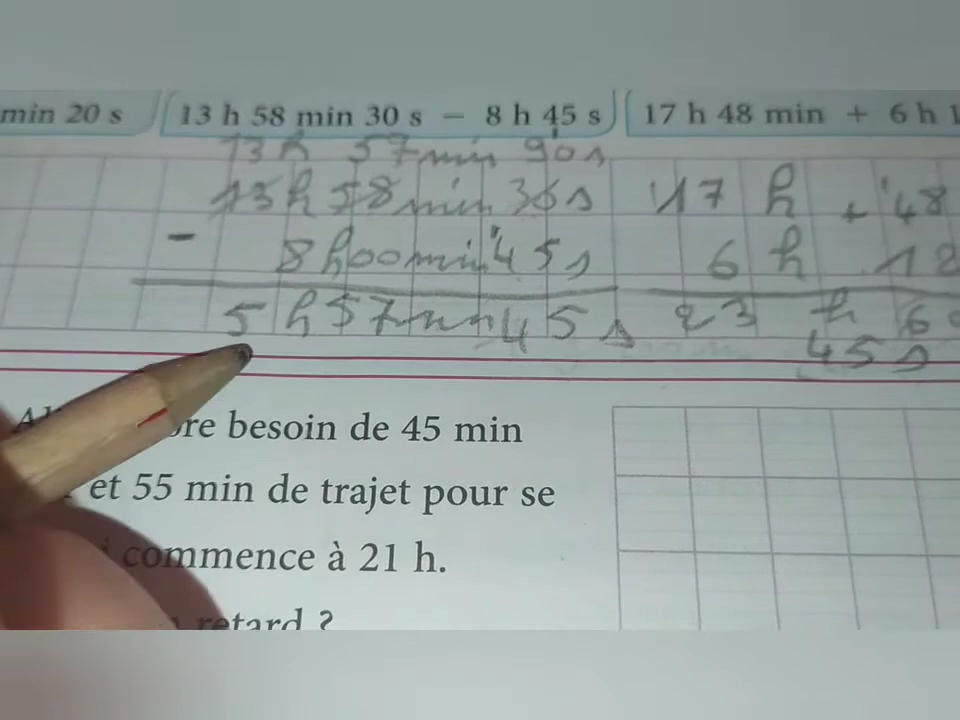 min 20 s
13 h 58 min 30 s − 8 h 45 s
17 h 48 min + 6 h 1
13 h 57 min 90 s
13 h 58 min 30 s
- 8 h 00 min 45 s
5 h 57 min 45 s
17 h + 48
6 h 12
23 h 60
45 s
re besoin de 45 min
et 55 min de trajet pour se
commence à 21 h.
retard ?